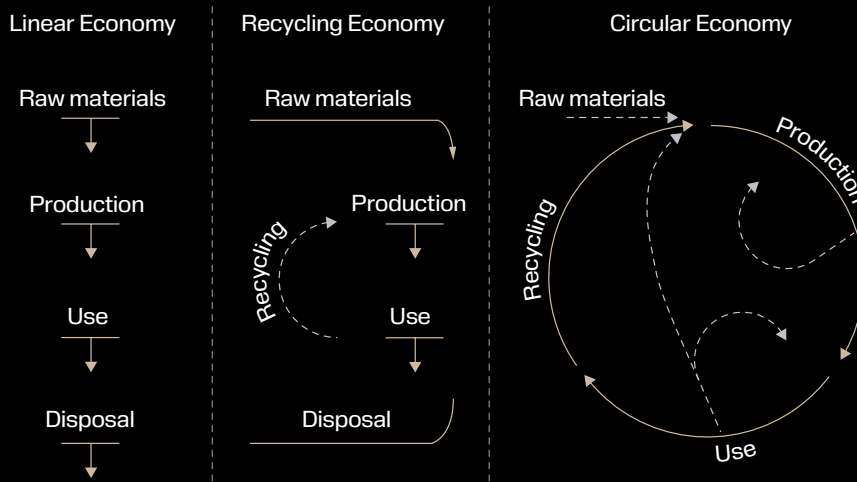 Linear Economy
Raw materials
Production
Use
Disposal
Recycling Economy
Raw materials
Production
Recycling
Use
Disposal
Circular Economy
Raw materials
Production
Recycling
Use